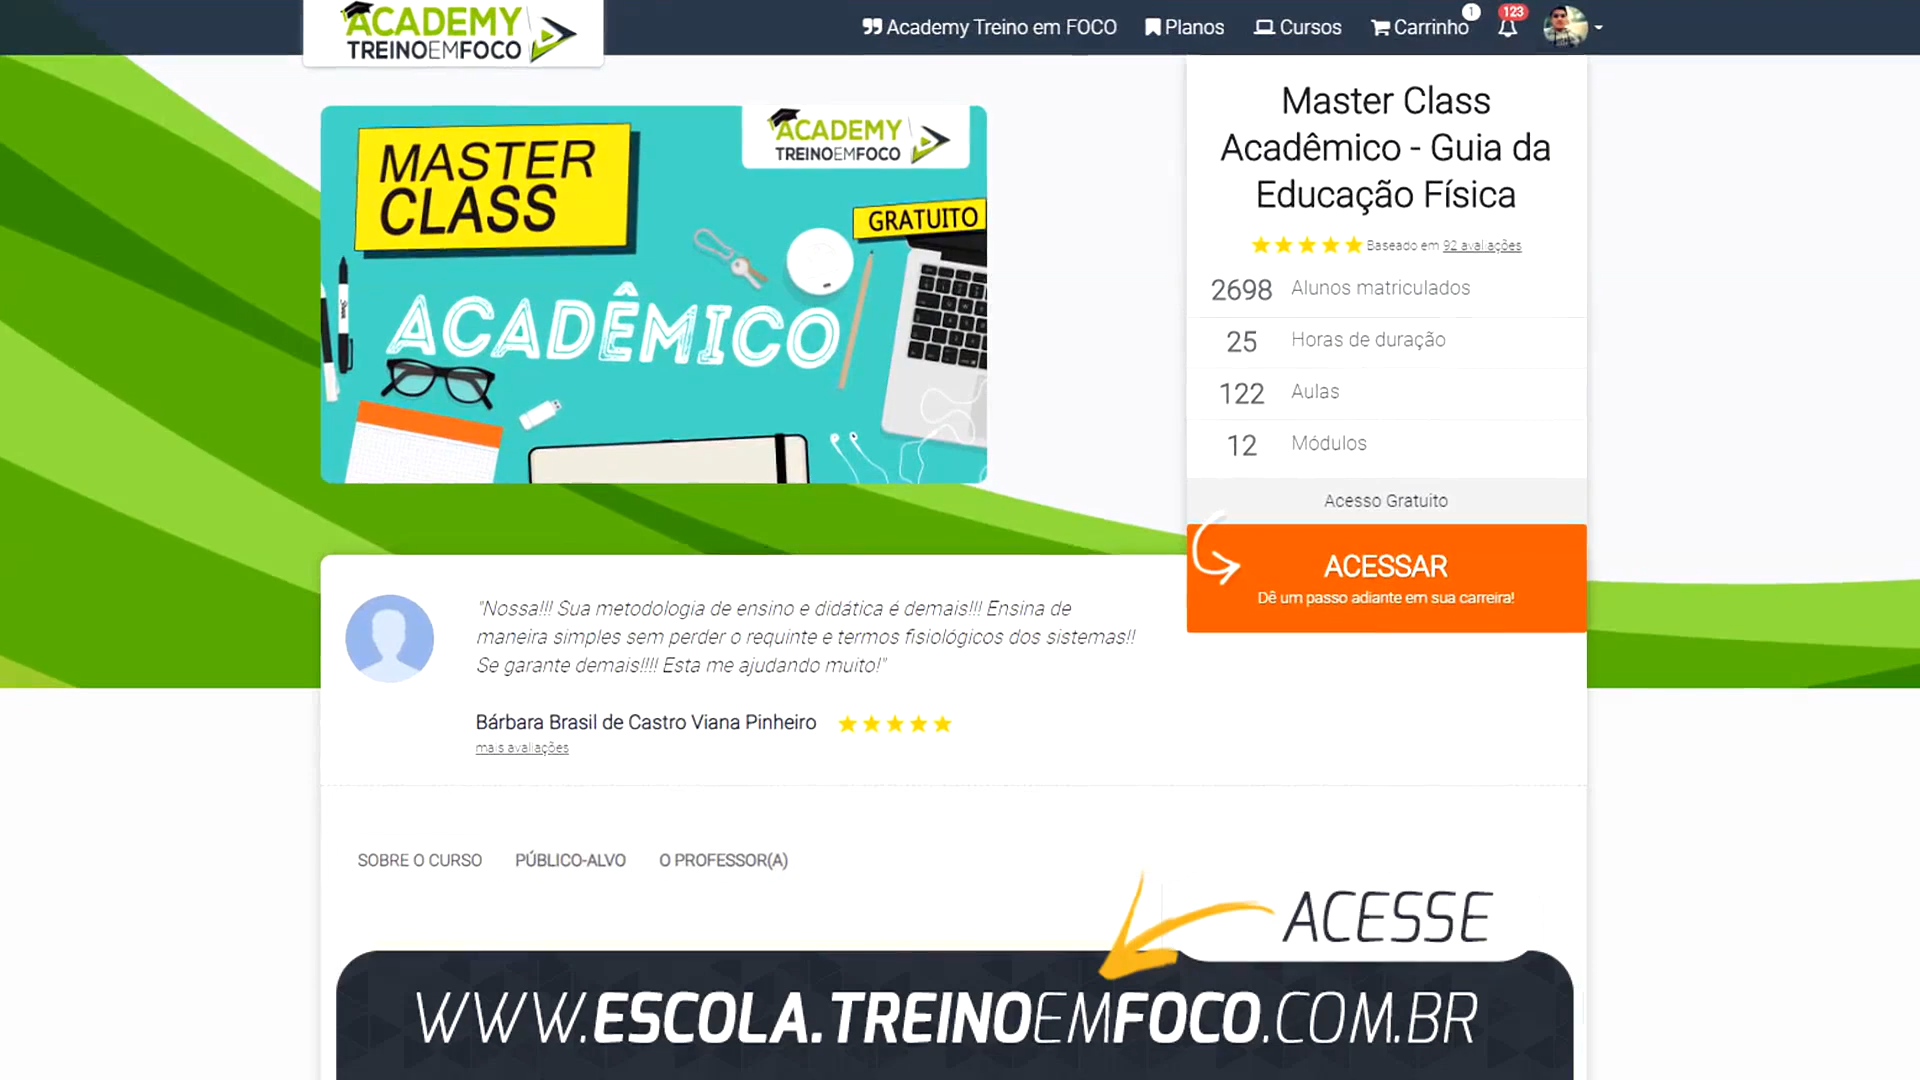 ACADEMY
TREINOEMFOCO
Academy Treino em FOCO
Planos
Cursos
Carrinho
1
123
MASTER
CLASS
ACADEMY
TREINOEMFOCO
GRATUITO
ACADÊMICO
Master Class
Acadêmico - Guia da
Educação Física
Baseado em 92 avaliações
2698 Alunos matriculados
25 Horas de duração
122 Aulas
12 Módulos
Acesso Gratuito
ACESSAR
Dê um passo adiante em sua carreira!
"Nossa!!! Sua metodologia de ensino e didática é demais!!! Ensina de
maneira simples sem perder o requinte e termos fisiológicos dos sistemas!!
Se garante demais!!!! Esta me ajudando muito!"
Bárbara Brasil de Castro Viana Pinheiro
mais avaliações
SOBRE O CURSO
PÚBLICO-ALVO
O PROFESSOR(A)
ACESSE
WWW.ESCOLA.TREINOEMFOCO.COM.BR